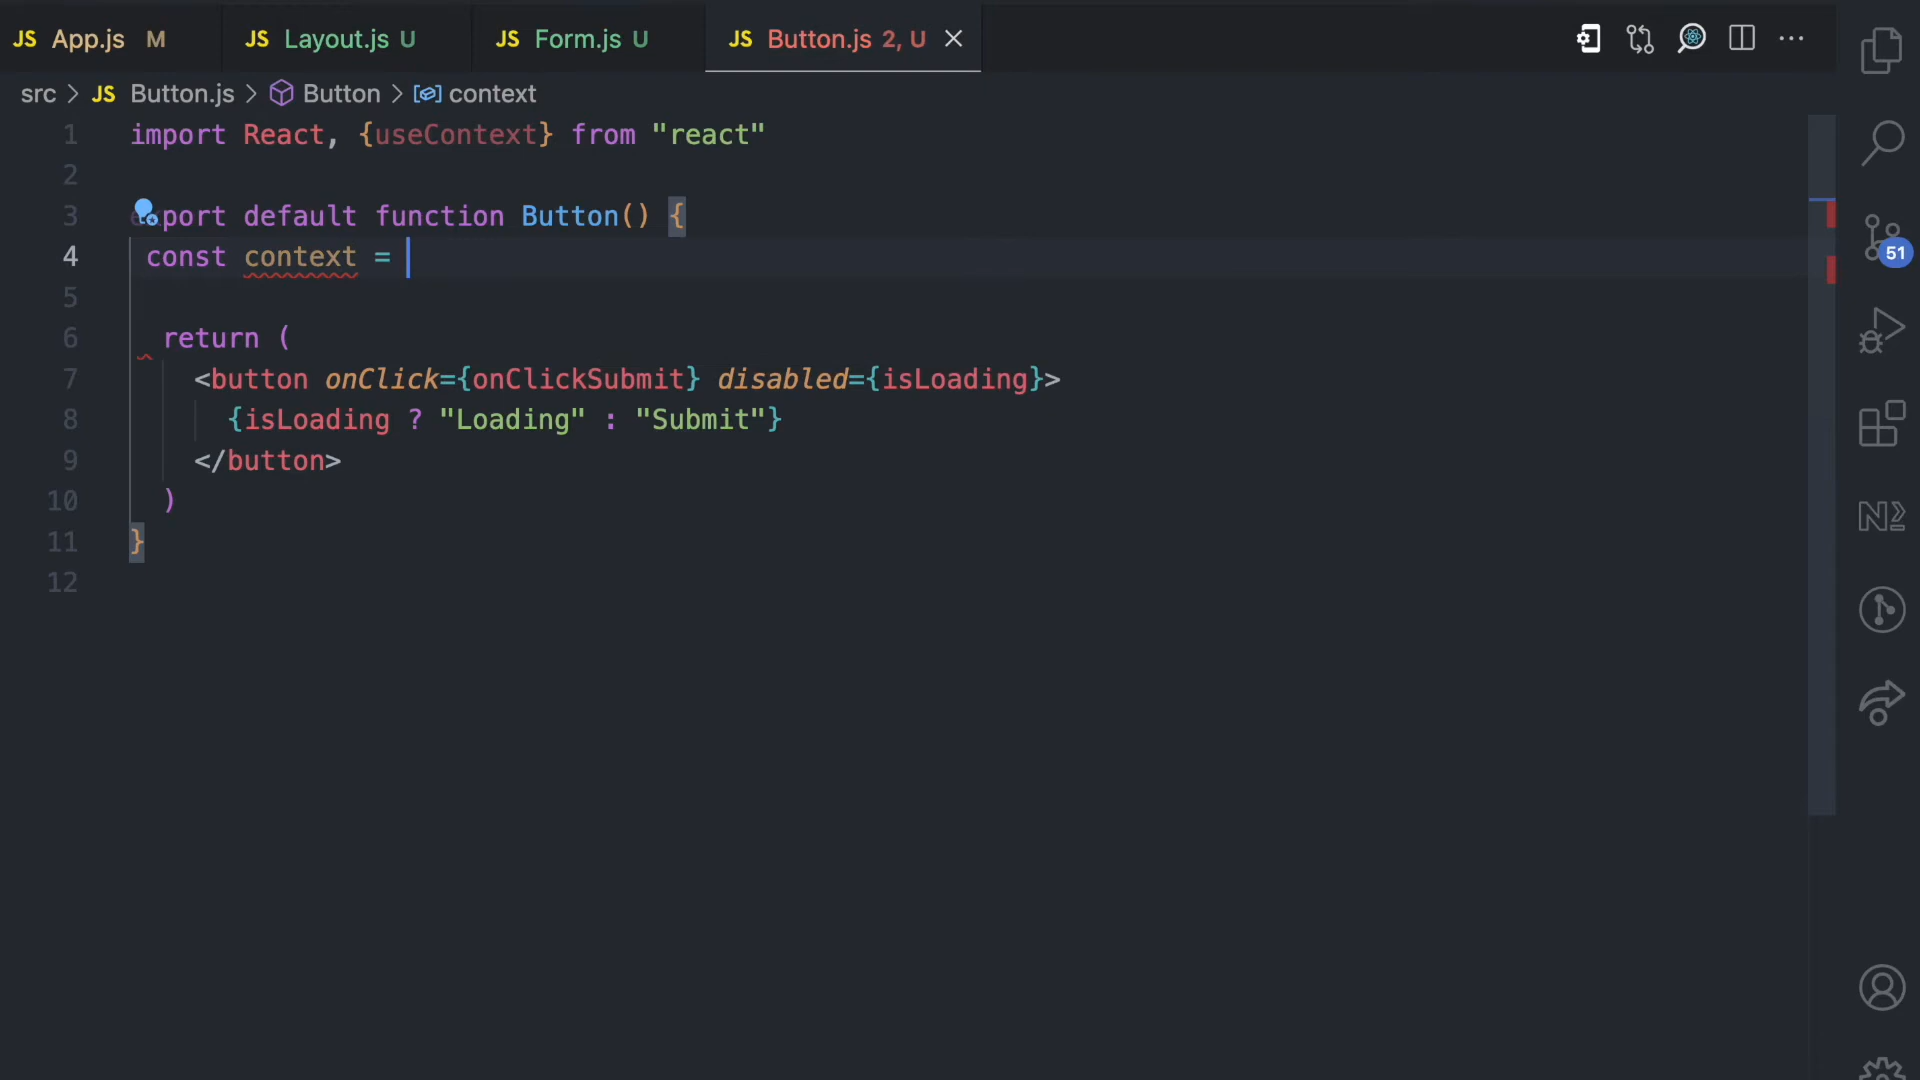 JS App.js M JS Layout.js U JS Form.js U JS Button.js 2, U
src > JS Button.js > Button > context
1 import React, {useContext} from "react"
2
3 export default function Button() {
4 const context =
5
6 return (
7 <button onClick={onClickSubmit} disabled={isLoading}>
8 {isLoading ? "Loading" : "Submit"}
9 </button>
10 )
11 }
12
51